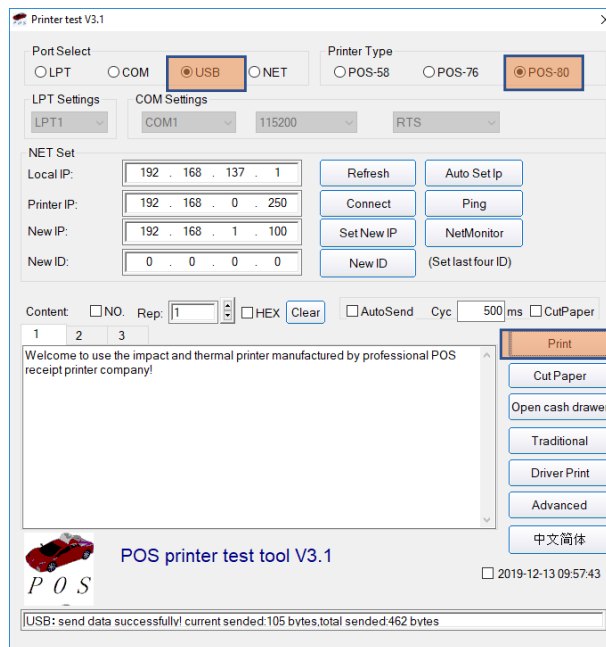 Printer test V3.1
Port Select
LPT COM USB NET
Printer Type
POS-58 POS-76 POS-80
LPT Settings
LPT1
COM Settings
COM1 115200 RTS
NET Set
Local IP: 192 . 168 . 137 . 1 Refresh Auto Set Ip
Printer IP: 192 . 168 . 0 . 250 Connect Ping
New IP: 192 . 168 . 1 . 100 Set New IP NetMonitor
New ID: 0 . 0 . 0 . 0 New ID (Set last four ID)
Content: NO. Rep: 1 HEX Clear AutoSend Cyc 500 ms CutPaper
1 2 3
Welcome to use the impact and thermal printer manufactured by professional POS
receipt printer company!
Print
Cut Paper
Open cash drawe
Traditional
Driver Print
Advanced
中文简体
POS
POS printer test tool V3.1
2019-12-13 09:57:43
USB: send data successfully! current sended:105 bytes,total sended:462 bytes